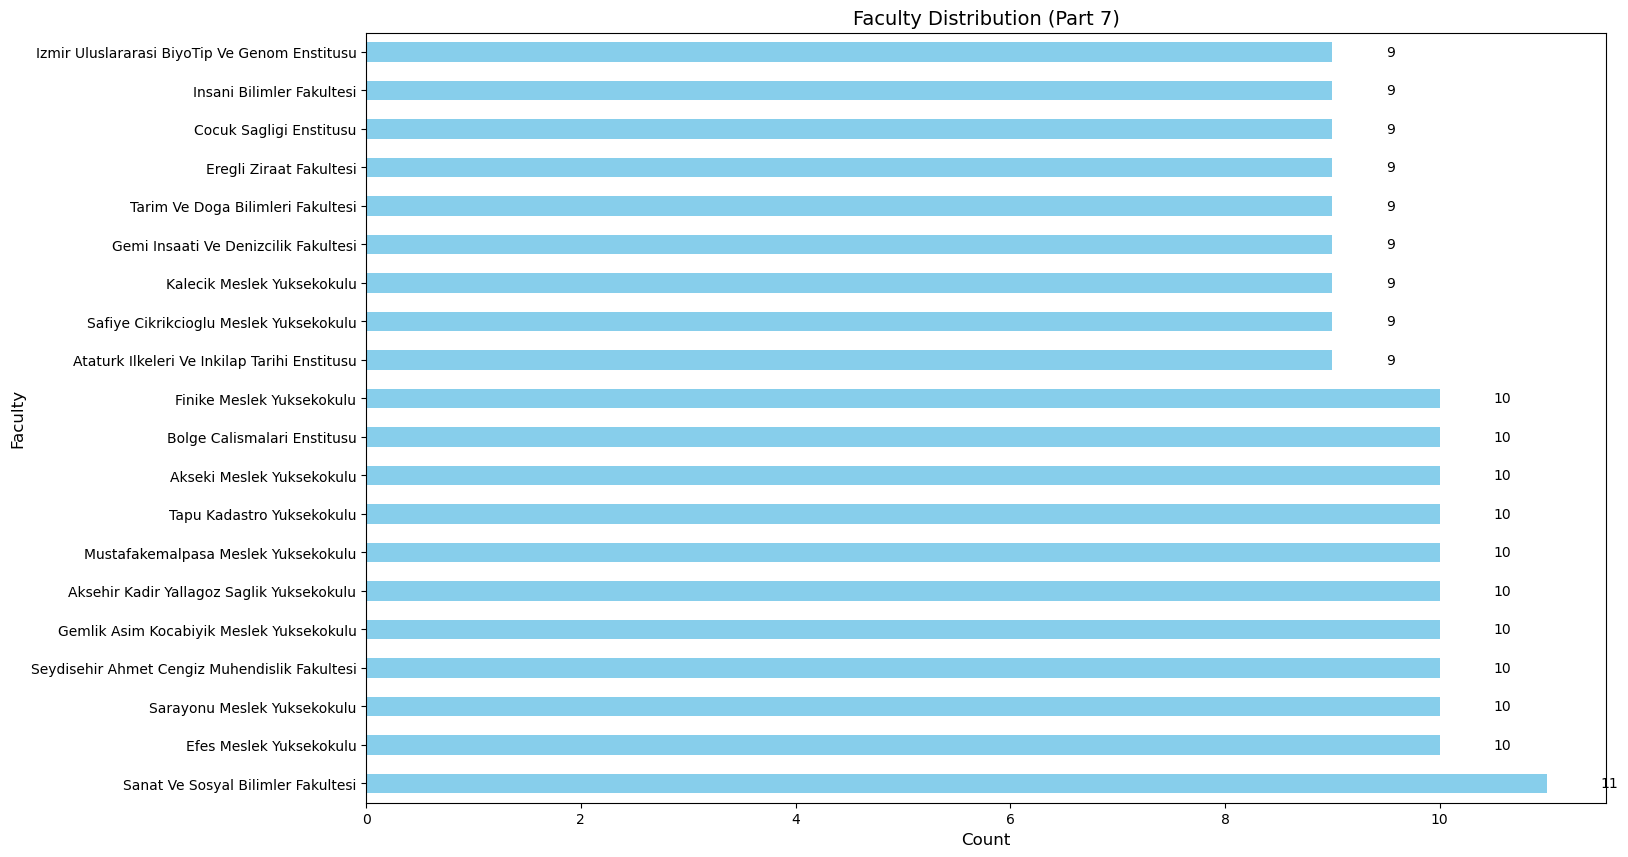 Faculty Distribution (Part 7)
Izmir Uluslararasi BiyoTip Ve Genom Enstitusu 9
Insani Bilimler Fakultesi 9
Cocuk Sagligi Enstitusu 9
Eregli Ziraat Fakultesi 9
Tarim Ve Doga Bilimleri Fakultesi 9
Gemi Insaati Ve Denizcilik Fakultesi 9
Kalecik Meslek Yuksekokulu 9
Safiye Cikrikcioglu Meslek Yuksekokulu 9
Ataturk Ilkeleri Ve Inkilap Tarihi Enstitusu 9
Finike Meslek Yuksekokulu 10
Bolge Calismalari Enstitusu 10
Akseki Meslek Yuksekokulu 10
Tapu Kadastro Yuksekokulu 10
Mustafakemalpasa Meslek Yuksekokulu 10
Aksehir Kadir Yallagoz Saglik Yuksekokulu 10
Gemlik Asim Kocabiyik Meslek Yuksekokulu 10
Seydisehir Ahmet Cengiz Muhendislik Fakultesi 10
Sarayonu Meslek Yuksekokulu 10
Efes Meslek Yuksekokulu 10
Sanat Ve Sosyal Bilimler Fakultesi 11
Faculty
0 2 4 6 8 10
Count